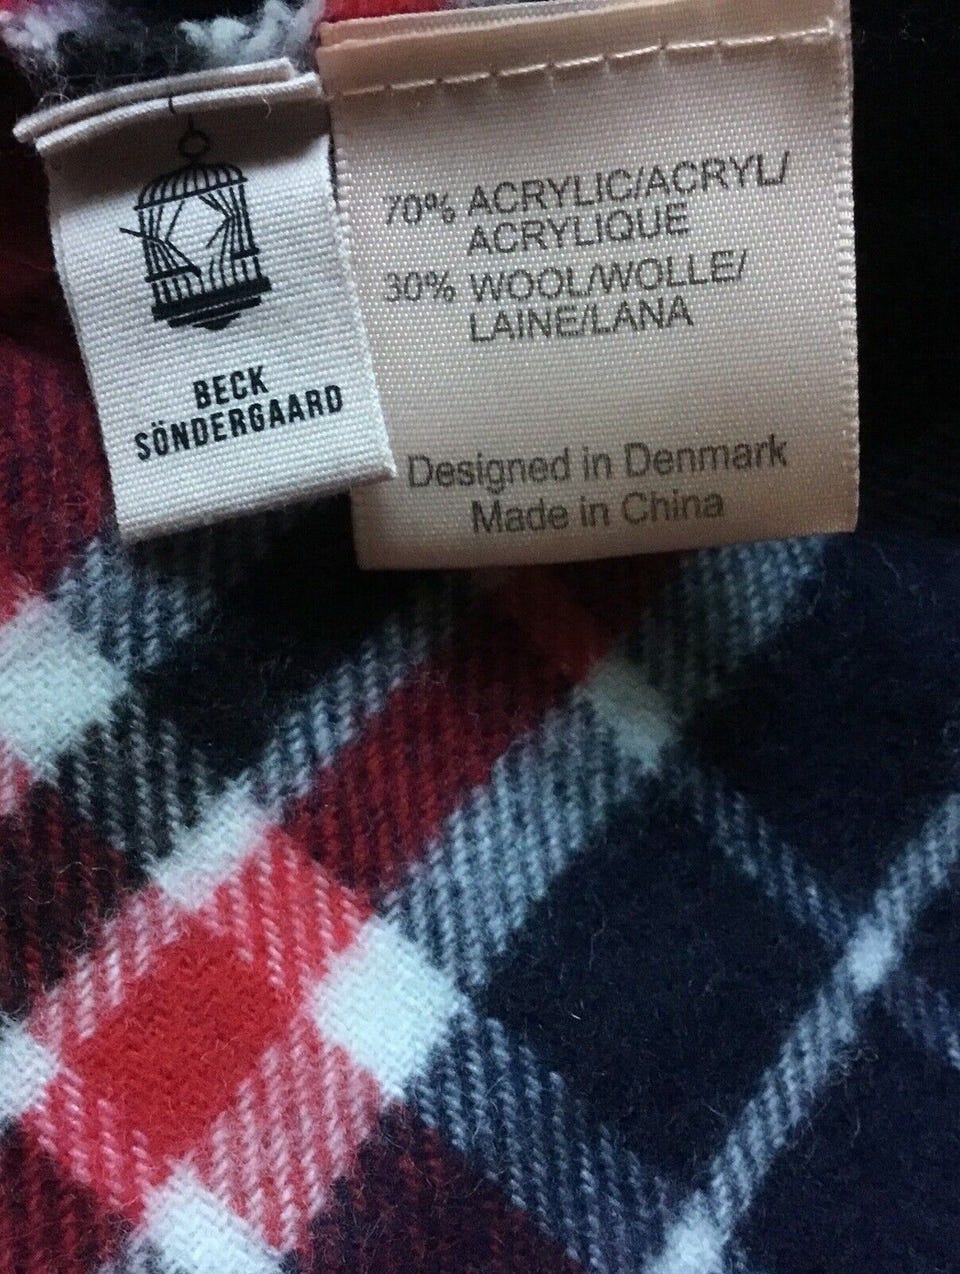 BECK
SÖNDERGAARD
70% ACRYLIC/ACRYL/
ACRYLIQUE
30% WOOL/WOLLE/
LAINE/LANA
Designed in Denmark
Made in China